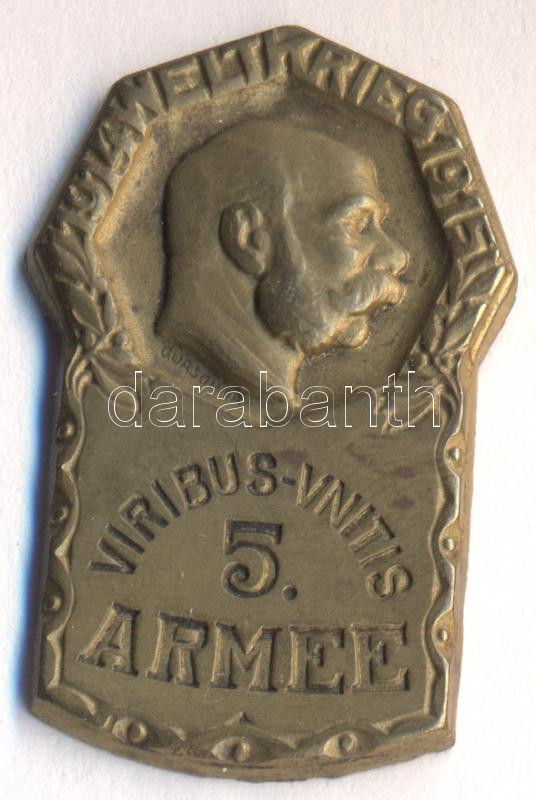 1914 WELTKRIEG 1915
darabanth
VIRIBUS-VNITIS
5.
ARMEE